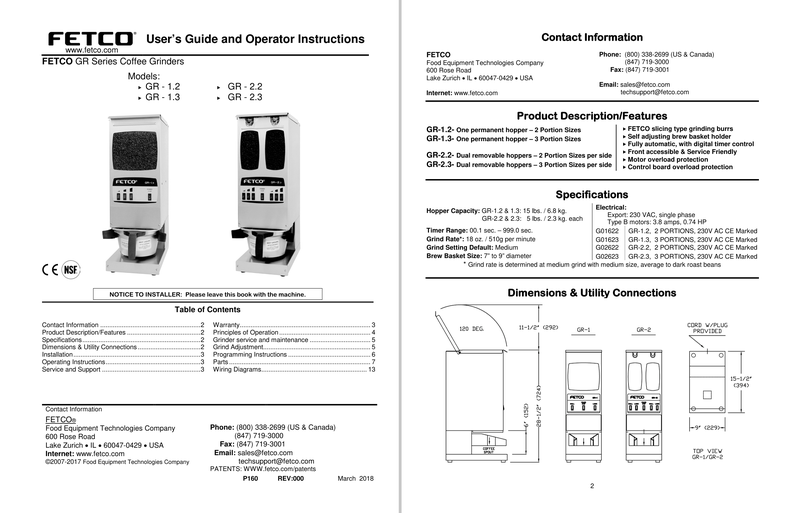 FETCO®
www.fetco.com
User's Guide and Operator Instructions
FETCO GR Series Coffee Grinders
Models:
► GR - 1.2 ► GR - 2.2
► GR - 1.3 ► GR - 2.3
FETCO
FETCO
CE NSF
NOTICE TO INSTALLER: Please leave this book with the machine.
Table of Contents
Contact Information 2
Product Description/Features 2
Specifications 2
Dimensions & Utility Connections 2
Installation 3
Operating Instructions 3
Service and Support 3
Warranty 3
Principles of Operation 4
Grinder service and maintenance 5
Grind Adjustment 5
Programming Instructions 6
Parts 7
Wiring Diagrams 13
Contact Information
FETCO®
Food Equipment Technologies Company
600 Rose Road
Lake Zurich • IL • 60047-0429 • USA
Internet: www.fetco.com
©2007-2017 Food Equipment Technologies Company
Phone: (800) 338-2699 (US & Canada)
(847) 719-3000
Fax: (847) 719-3001
Email: sales@fetco.com
techsupport@fetco.com
PATENTS: WWW.fetco.com/patents
P160 REV:000 March 2018
Contact Information
FETCO
Food Equipment Technologies Company
600 Rose Road
Lake Zurich • IL • 60047-0429 • USA
Internet: www.fetco.com
Phone: (800) 338-2699 (US & Canada)
(847) 719-3000
Fax: (847) 719-3001
Email: sales@fetco.com
techsupport@fetco.com
Product Description/Features
GR-1.2- One permanent hopper – 2 Portion Sizes
GR-1.3- One permanent hopper – 3 Portion Sizes
GR-2.2- Dual removable hoppers – 2 Portion Sizes per side
GR-2.3- Dual removable hoppers – 3 Portion Sizes per side
► FETCO slicing type grinding burrs
► Self adjusting brew basket holder
► Fully automatic, with digital timer control
► Front accessible & Service Friendly
► Motor overload protection
► Control board overload protection
Specifications
Hopper Capacity: GR-1.2 & 1.3: 15 lbs. / 6.8 kg.
GR-2.2 & 2.3: 5 lbs. / 2.3 kg. each
Timer Range: 00.1 sec. – 999.0 sec.
Grind Rate*: 18 oz. / 510g per minute
Grind Setting Default: Medium
Brew Basket Size: 7" to 9" diameter
Electrical:
Export: 230 VAC, single phase
Type B motors: 3.8 amps, 0.74 HP
G01622 GR-1.2, 2 PORTIONS, 230V AC CE Marked
G01623 GR-1.3, 3 PORTIONS, 230V AC CE Marked
G02622 GR-2.2, 2 PORTIONS, 230V AC CE Marked
G02623 GR-2.3, 3 PORTIONS, 230V AC CE Marked
* Grind rate is determined at medium grind with medium size, average to dark roast beans
Dimensions & Utility Connections
120 DEG.
11-1/2" (292)
GR-1
GR-2
CORD W/PLUG
PROVIDED
28-1/2" (724)
6" (152)
15-1/2"
(394)
FETCO
FETCO
COFFEE
SPOUT
9" (229)
TOP VIEW
GR-1/GR-2
2